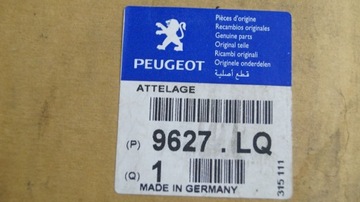 Pièces d'origine
Recambios originales
Genuine parts
Original teile
Ricambi originali
Originele onderdelen
قطع أصلية
PEUGEOT
ATTELAGE
(P) 9627 . LQ
(Q) 1
MADE IN GERMANY
315 111